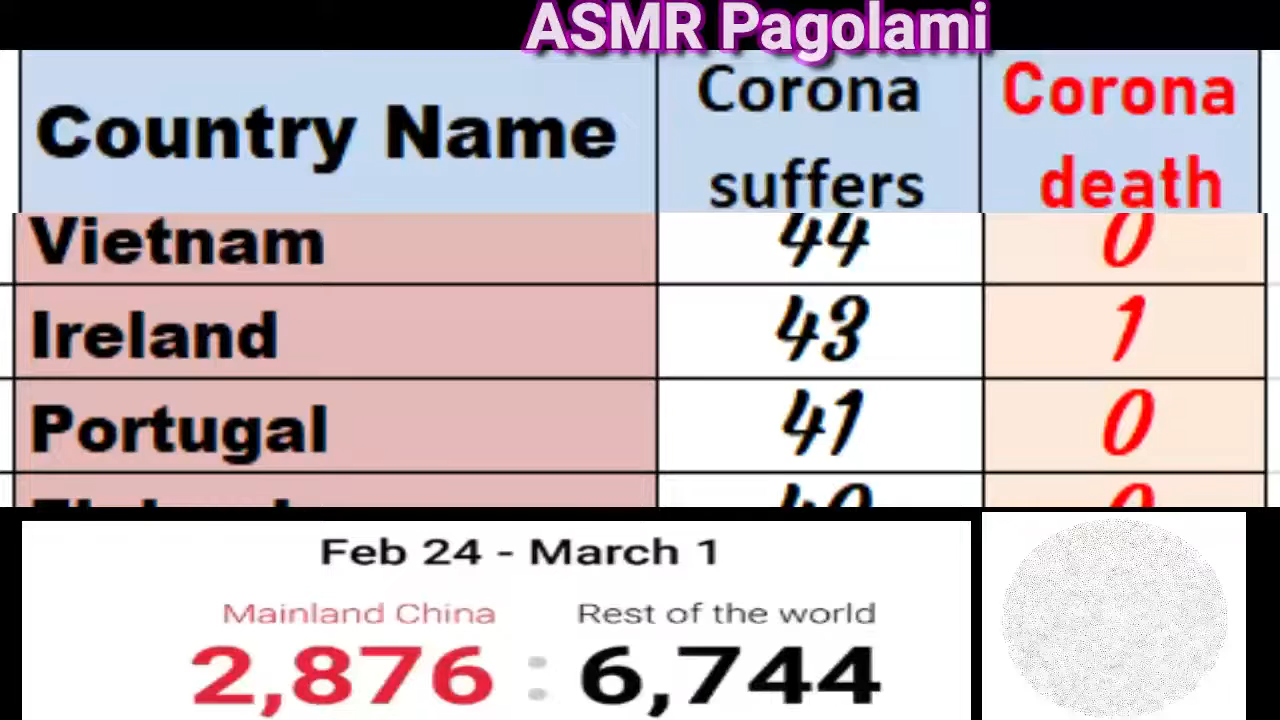 ASMR Pagolami
Country Name Corona suffers Corona death
Vietnam 44 0
Ireland 43 1
Portugal 41 0
Feb 24 - March 1
Mainland China Rest of the world
2,876 : 6,744